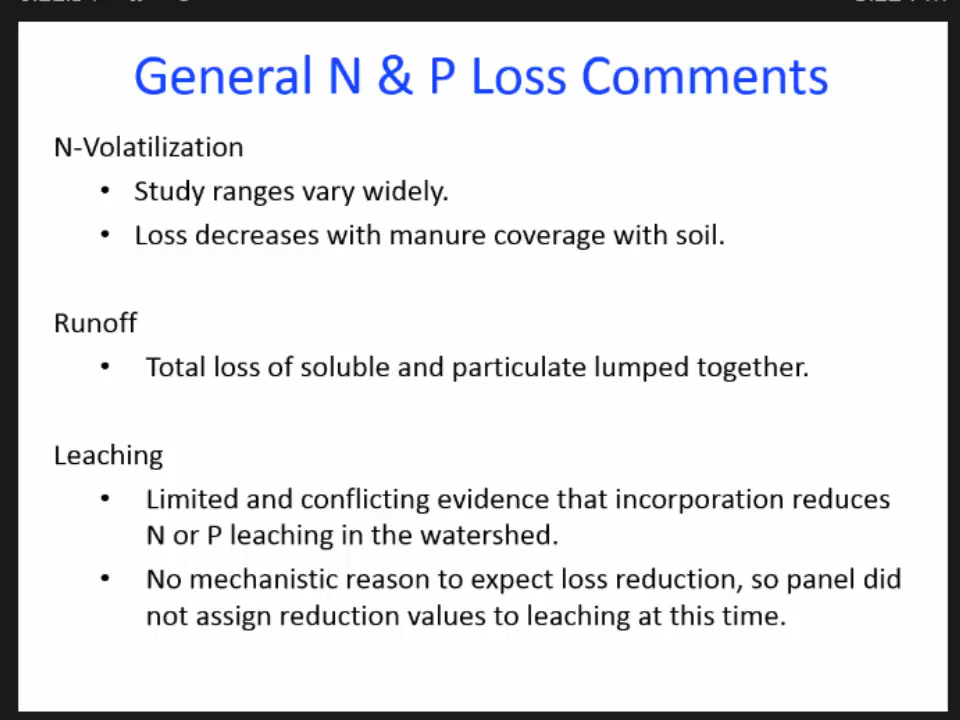 General N & P Loss Comments
N-Volatilization
• Study ranges vary widely.
• Loss decreases with manure coverage with soil.
Runoff
• Total loss of soluble and particulate lumped together.
Leaching
• Limited and conflicting evidence that incorporation reduces
N or P leaching in the watershed.
• No mechanistic reason to expect loss reduction, so panel did
not assign reduction values to leaching at this time.